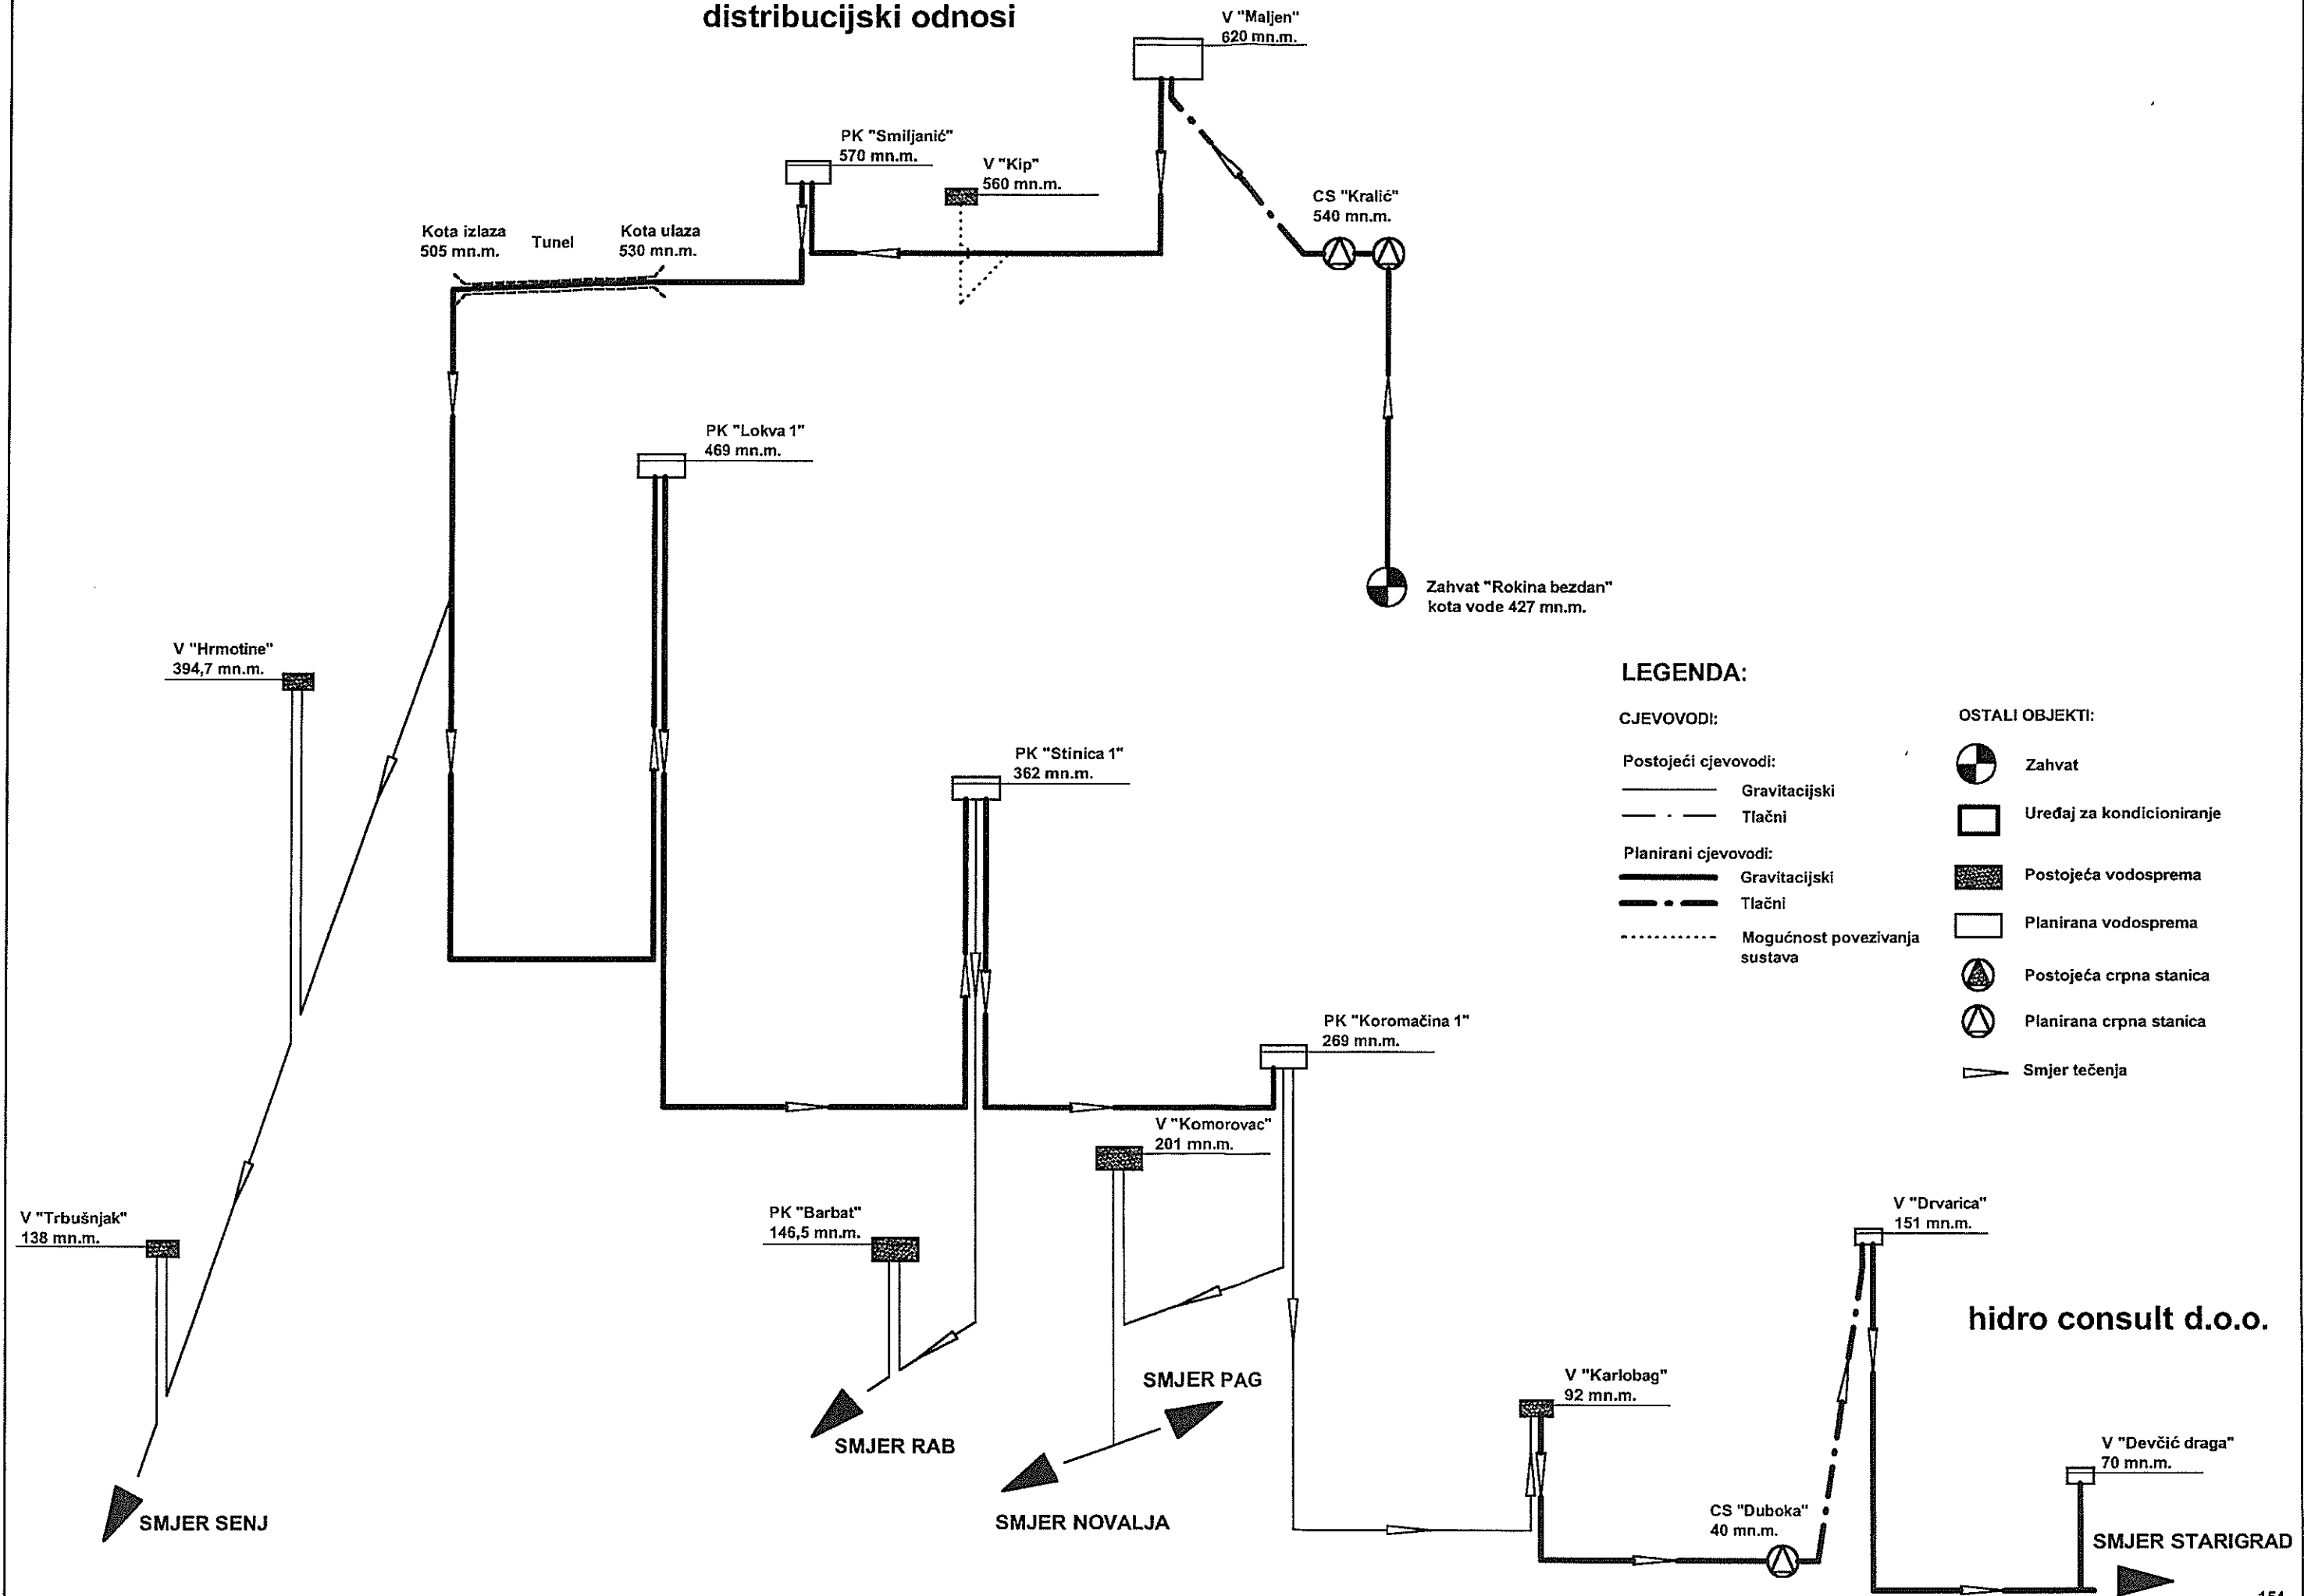 distribucijski odnosi
V "Maljen"
620 mn.m.
PK "Smiljanić"
570 mn.m.
V "Kip"
560 mn.m.
CS "Kralić"
540 mn.m.
Kota izlaza
505 mn.m.
Tunel
Kota ulaza
530 mn.m.
PK "Lokva 1"
469 mn.m.
Zahvat "Rokina bezdan"
kota vode 427 mn.m.
V "Hrmotine"
394,7 mn.m.
PK "Stinica 1"
362 mn.m.
LEGENDA:
CJEVOVODI:
Postojeći cjevovodi:
Gravitacijski
Tlačni
Planirani cjevovodi:
Gravitacijski
Tlačni
Mogućnost povezivanja
sustava
OSTALI OBJEKTI:
Zahvat
Uređaj za kondicioniranje
Postojeća vodosprema
Planirana vodosprema
Postojeća crpna stanica
Planirana crpna stanica
Smjer tečenja
PK "Koromačina 1"
269 mn.m.
V "Komorovac"
201 mn.m.
V "Trbušnjak"
138 mn.m.
PK "Barbat"
146,5 mn.m.
V "Drvarica"
151 mn.m.
hidro consult d.o.o.
SMJER PAG
V "Karlobag"
92 mn.m.
SMJER RAB
V "Devčić draga"
70 mn.m.
SMJER SENJ
SMJER NOVALJA
CS "Duboka"
40 mn.m.
SMJER STARIGRAD